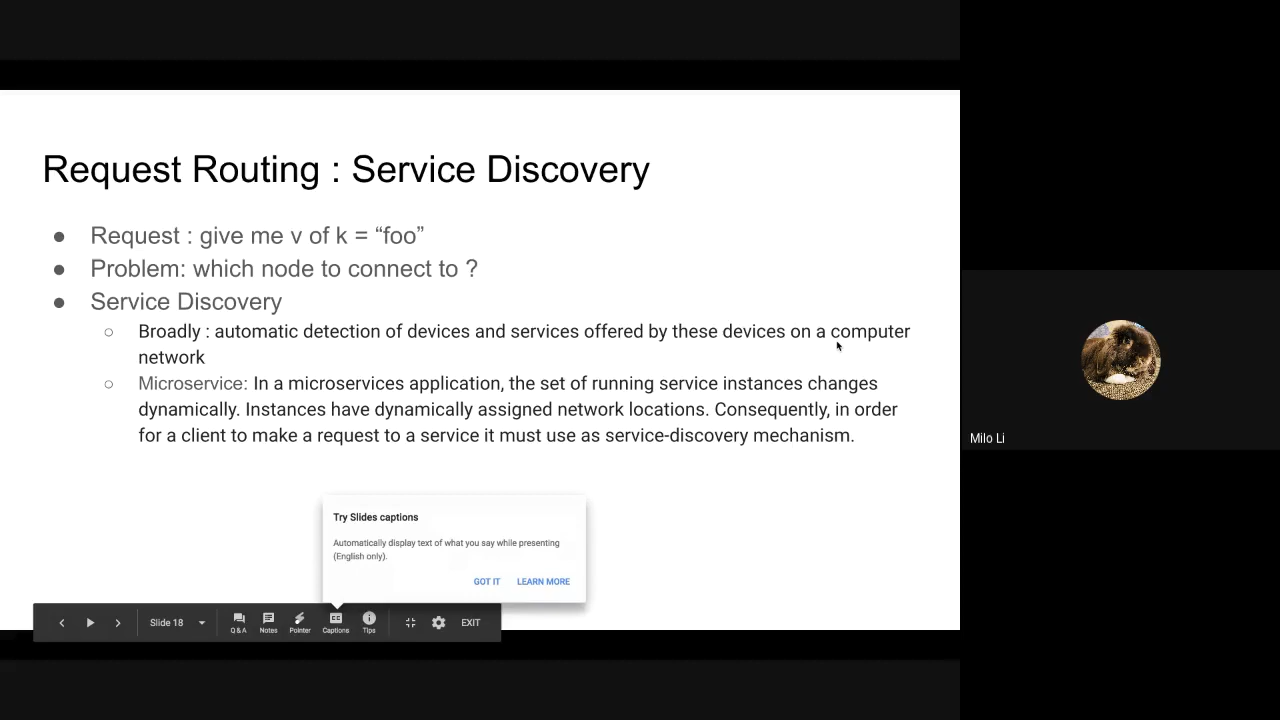 Request Routing : Service Discovery
● Request : give me v of k = “foo”
● Problem: which node to connect to ?
● Service Discovery
○ Broadly : automatic detection of devices and services offered by these devices on a computer
network
○ Microservice: In a microservices application, the set of running service instances changes
dynamically. Instances have dynamically assigned network locations. Consequently, in order
for a client to make a request to a service it must use as service-discovery mechanism.
Milo Li
Try Slides captions
Automatically display text of what you say while presenting
(English only).
GOT IT LEARN MORE
Slide 18
Q&A Notes Pointer Captions Tips
EXIT